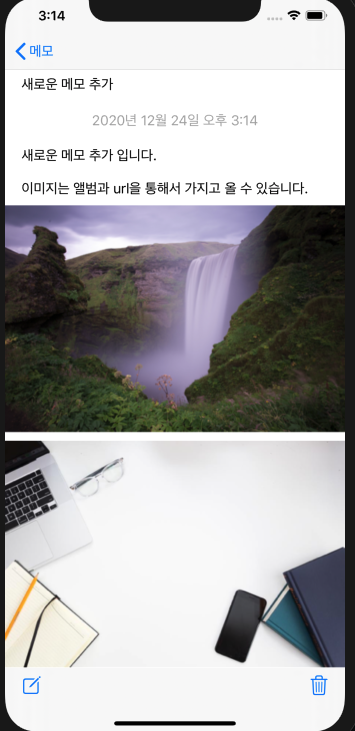 3:14
메모
새로운 메모 추가
2020년 12월 24일 오후 3:14
새로운 메모 추가 입니다.
이미지는 앨범과 url을 통해서 가지고 올 수 있습니다.